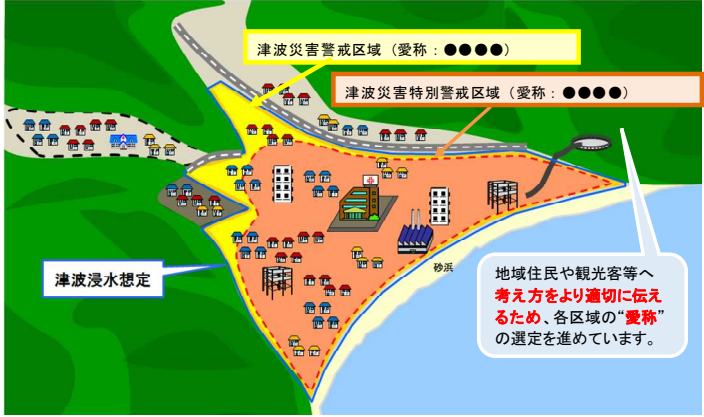 津波災害警戒区域（愛称：●●●●）
津波災害特別警戒区域（愛称：●●●●）
津波浸水想定
砂浜
地域住民や観光客等へ
考え方をより適切に伝え
るため、各区域の“愛称”
の選定を進めています。